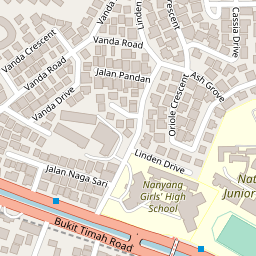 Vanda Crescent
Vanda Road
Crescent
Cassia Drive
Vanda Road
Jalan Pandan
Ash Grove
Vanda Drive
Oriole Crescent
Linden Drive
Jalan Naga Sari
Nanyang
Girls' High
School
Junior
Bukit Timah Road